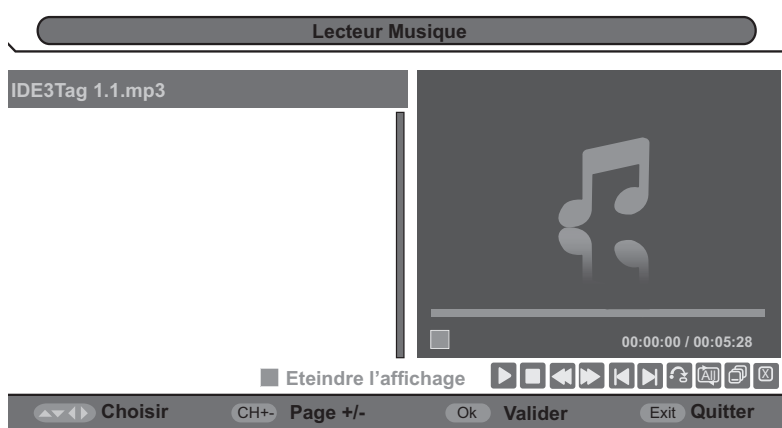 Lecteur Musique
IDE3Tag 1.1.mp3
00:00:00 / 00:05:28
Eteindre l’affichage
All
X
Choisir CH+- Page +/- Ok Valider Exit Quitter